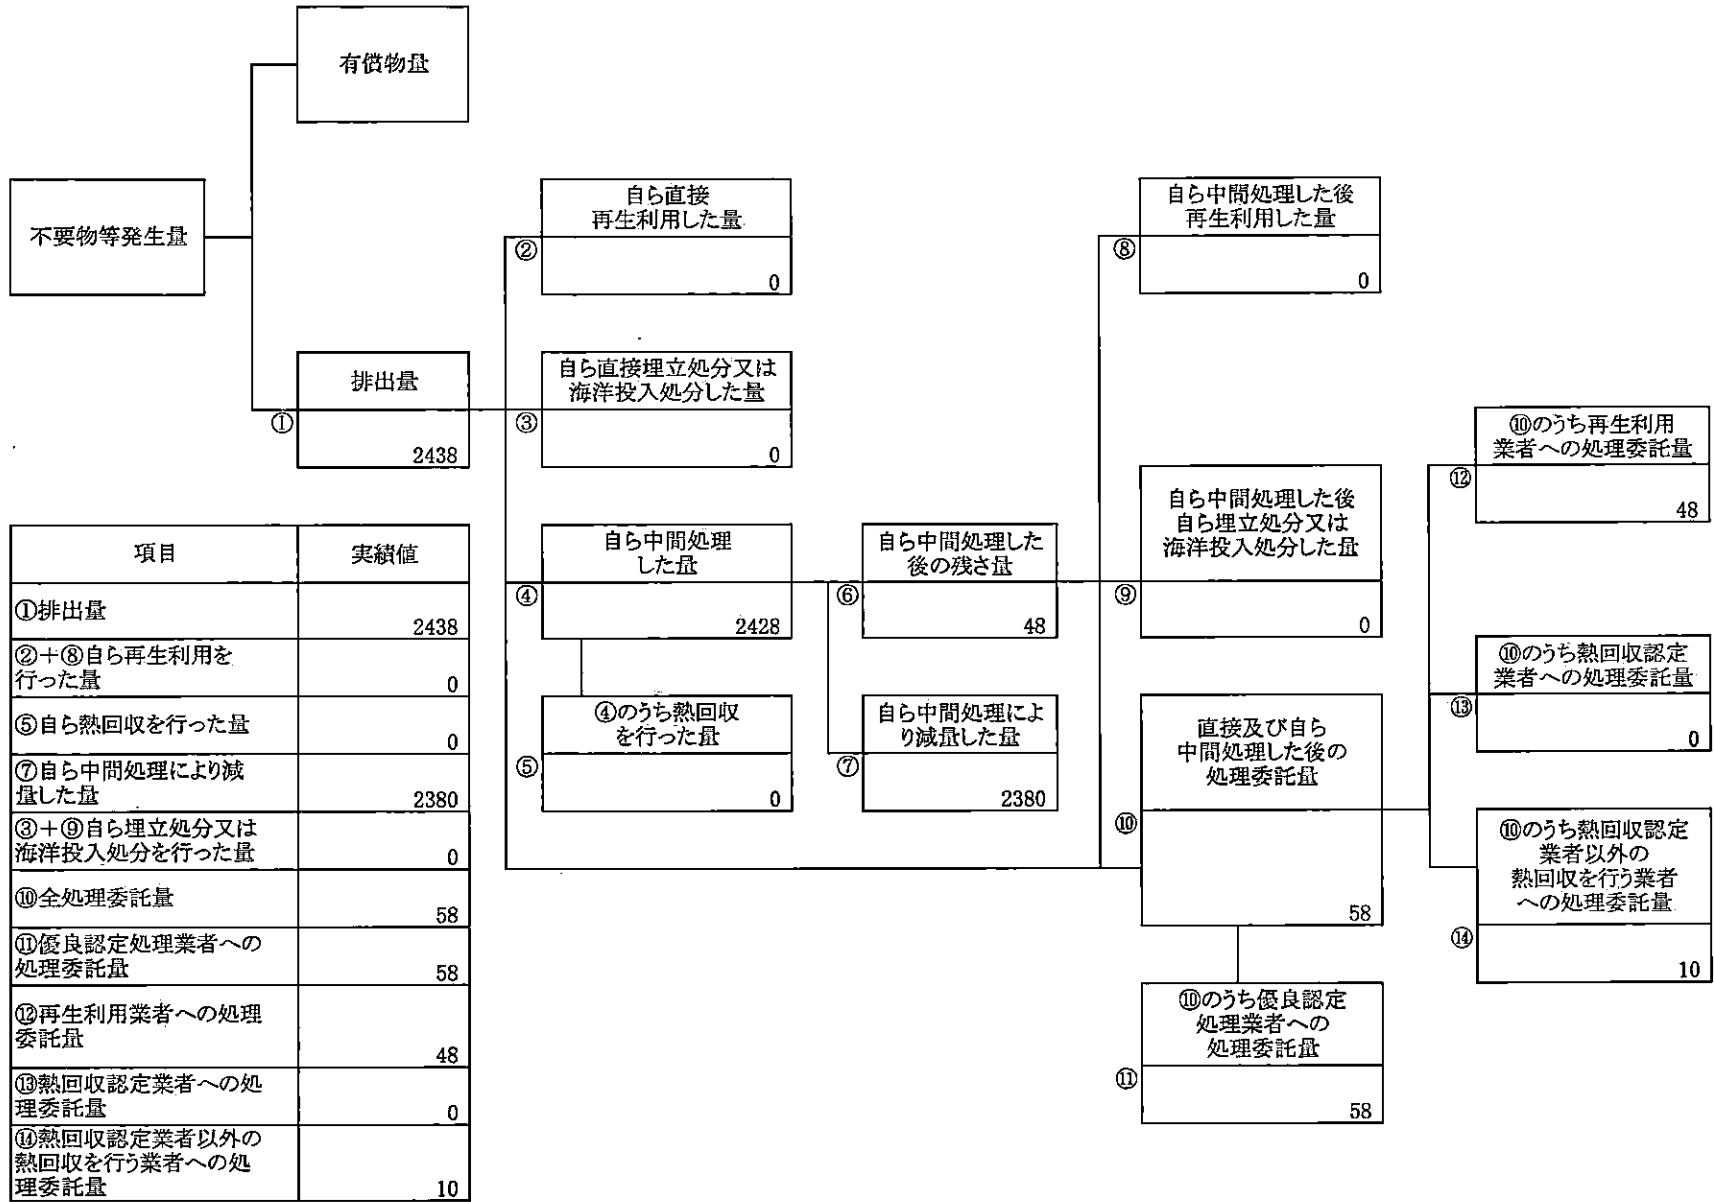 有償物量
不要物等発生量
自ら直接
再生利用した量
②
0
自ら中間処理した後
再生利用した量
⑧
0
排出量
①
2438
自ら直接埋立処分又は
海洋投入処分した量
③
0
⑩のうち再生利用
業者への処理委託量
⑫
48
自ら中間処理
した量
④
2428
自ら中間処理した
後の残さ量
⑥
48
自ら中間処理した後
自ら埋立処分又は
海洋投入処分した量
⑨
0
⑩のうち熱回収認定
業者への処理委託量
⑬
0
④のうち熱回収
を行った量
⑤
0
自ら中間処理によ
り減量した量
⑦
2380
直接及び自ら
中間処理した後の
処理委託量
⑩
58
⑩のうち熱回収認定
業者以外の
熱回収を行う業者
への処理委託量
⑭
10
⑩のうち優良認定
処理業者への
処理委託量
⑪
58
項目 実績値
①排出量
2438
②+⑧自ら再生利用を
行った量 0
⑤自ら熱回収を行った量
0
⑦自ら中間処理により減
量した量 2380
③+⑨自ら埋立処分又は
海洋投入処分を行った量 0
⑩全処理委託量
58
⑪優良認定処理業者への
処理委託量 58
⑫再生利用業者への処理
委託量
48
⑬熱回収認定業者への処
理委託量 0
⑭熱回収認定業者以外の
熱回収を行う業者への処
理委託量 10